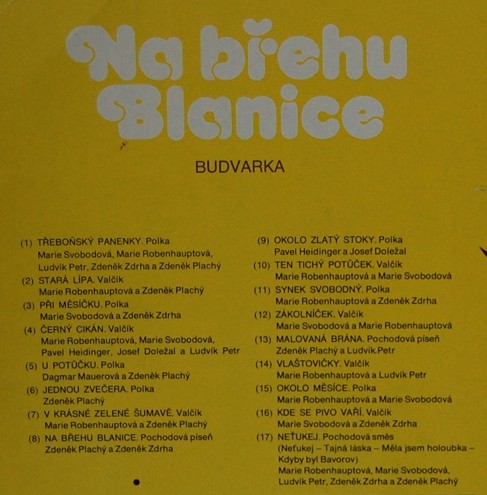 Na břehu
Blanice
BUDVARKA
(1) TŘEBOŇSKÝ PANENKY. Polka
Marie Svobodová, Marie Robenhauptová,
Ludvík Petr, Zdeněk Zdrha a Zdeněk Plachý
(2) STARÁ LÍPA. Valčík
Marie Robenhauptová a Zdeněk Plachý
(3) PŘI MĚSÍČKU. Polka
Marie Svobodová a Zdeněk Zdrha
(4) ČERNÝ CIKÁN. Valčík
Marie Robenhauptová, Marie Svobodová,
Pavel Heidinger, Josef Doležal a Ludvík Petr
(5) U POTŮČKU. Polka
Dagmar Mauerová a Zdeněk Plachý
(6) JEDNOU ZVEČERA. Polka
Zdeněk Plachý
(7) V KRÁSNÉ ZELENÉ ŠUMAVĚ. Valčík
Marie Robenhauptová a Zdeněk Plachý
(8) NA BŘEHU BLANICE. Pochodová píseň
Zdeněk Plachý a Zdeněk Zdrha
(9) OKOLO ZLATÝ STOKY. Polka
Pavel Heidinger a Josef Doležal
(10) TEN TICHÝ POTŮČEK. Valčík
Marie Robenhauptová a Marie Svobodová
(11) SYNEK SVOBODNÝ. Polka
Marie Robenhauptová a Zdeněk Zdrha
(12) ZÁKOLNÍČEK. Valčík
Marie Svobodová a Marie Robenhauptová
(13) MALOVANÁ BRÁNA. Pochodová píseň
Zdeněk Plachý a Ludvík Petr
(14) VLAŠTOVIČKY. Valčík
Marie Robenhauptová a Ludvík Petr
(15) OKOLO MĚSÍCE. Polka
Marie Robenhauptová a Marie Svobodová
(16) KDE SE PIVO VAŘÍ. Valčík
Marie Svobodová a Zdeněk Zdrha
(17) NEŤUKEJ. Pochodová směs
(Neťukej – Tajná láska – Měla jsem holoubka –
Kdyby byl Bavorov)
Marie Robenhauptová, Marie Svobodová,
Ludvík Petr, Zdeněk Zdrha, Zdeněk Plachý